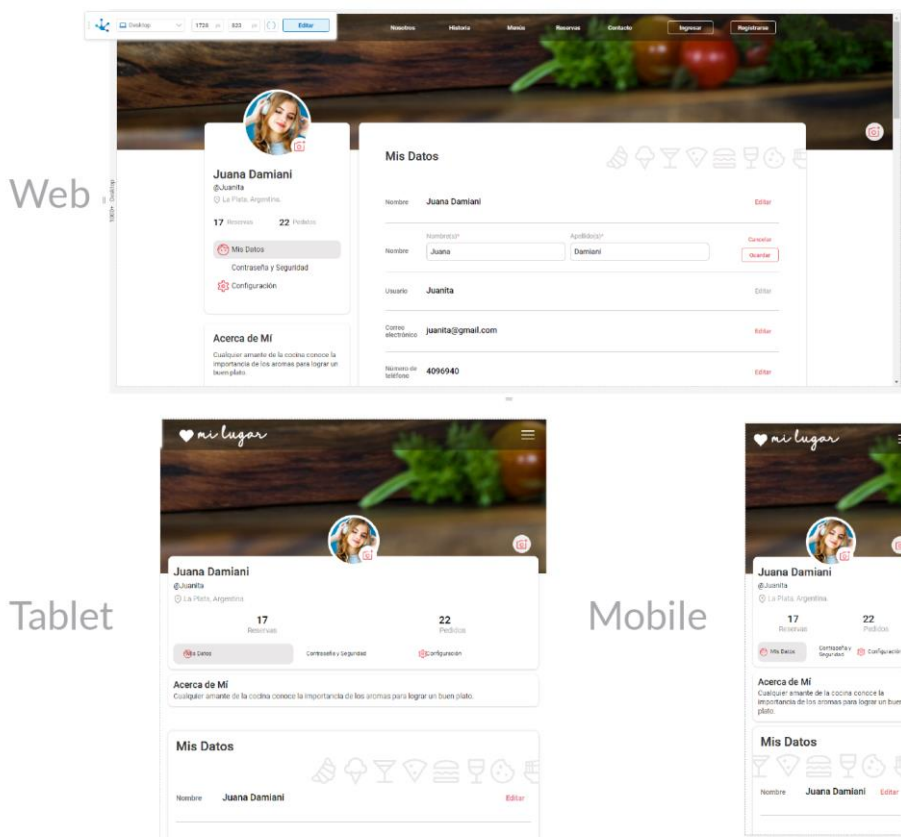 Desktop 1728 px 823 px Editar
Nosotros Historia Menús Reservas Contacto Ingresar Registrarse
Web
1080+ Desktop
Juana Damiani
@Juanita
La Plata, Argentina.
17 Reservas 22 Pedidos
Mis Datos
Contraseña y Seguridad
Configuración
Acerca de Mí
Cualquier amante de la cocina conoce la
importancia de los aromas para lograr un
buen plato.
Mis Datos
Nombre Juana Damiani Editar
Nombre(s)* Apellido(s)* Cancelar
Nombre Juana Damiani Guardar
Usuario Juanita Editar
Correo
electrónico juanita@gmail.com Editar
Número de
teléfono 4096940 Editar
Tablet
mi lugar
Juana Damiani
@Juanita
La Plata, Argentina
17 22
Reservas Pedidos
Mis Datos Contraseña y Seguridad Configuración
Acerca de Mí
Cualquier amante de la cocina conoce la importancia de los aromas para lograr un buen plato.
Mis Datos
Nombre Juana Damiani Editar
Mobile
mi lugar
Juana Damiani
@Juanita
La Plata, Argentina.
17 22
Reservas Pedidos
Mis Datos Contraseña y
Seguridad Configuración
Acerca de Mí
Cualquier amante de la cocina conoce la
importancia de los aromas para lograr un buen
plato.
Mis Datos
Nombre Juana Damiani Editar